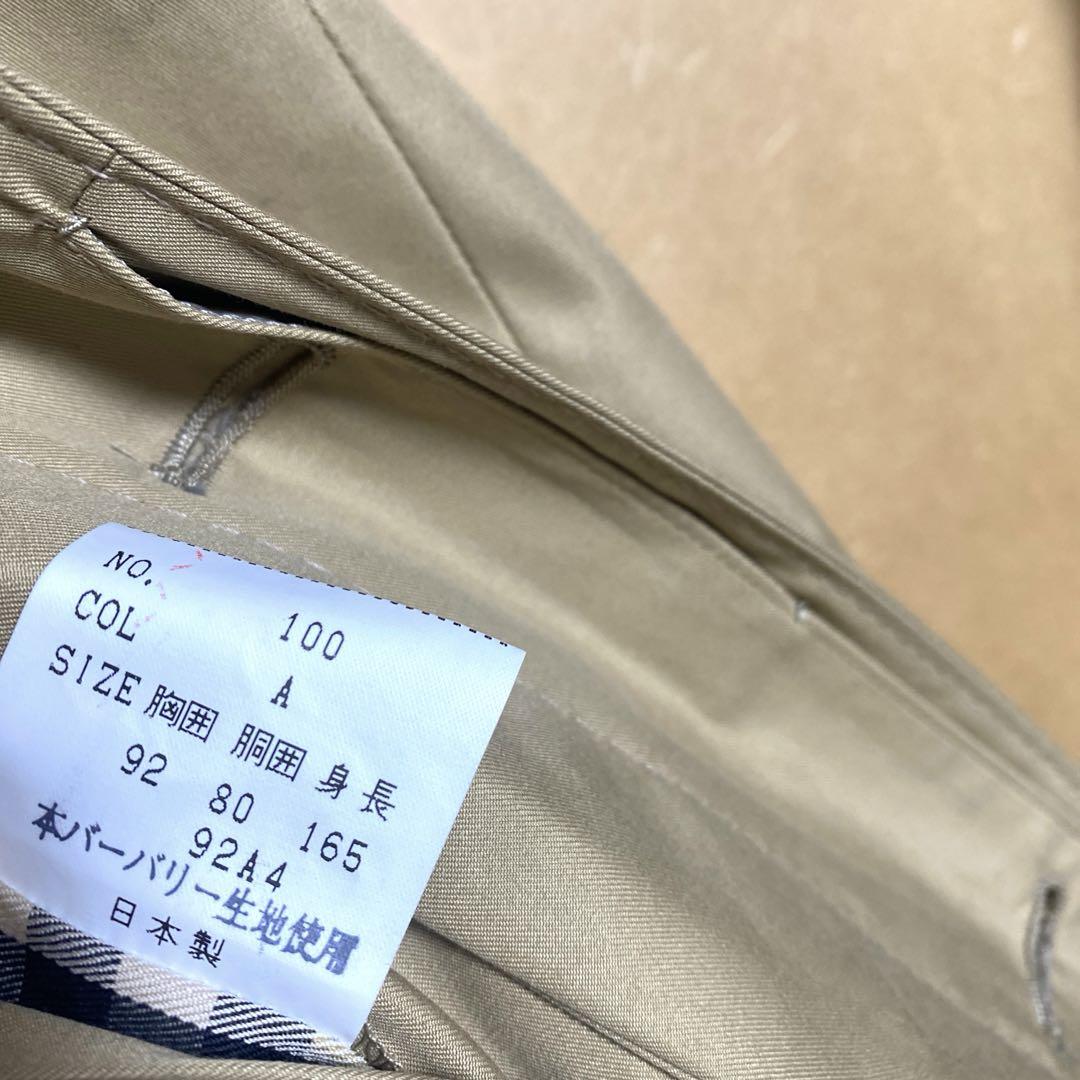 NO. 100
COL A
SIZE 胸囲 胴囲 身長
92 80 165
92A4
本バーバリー生地使用
日本製